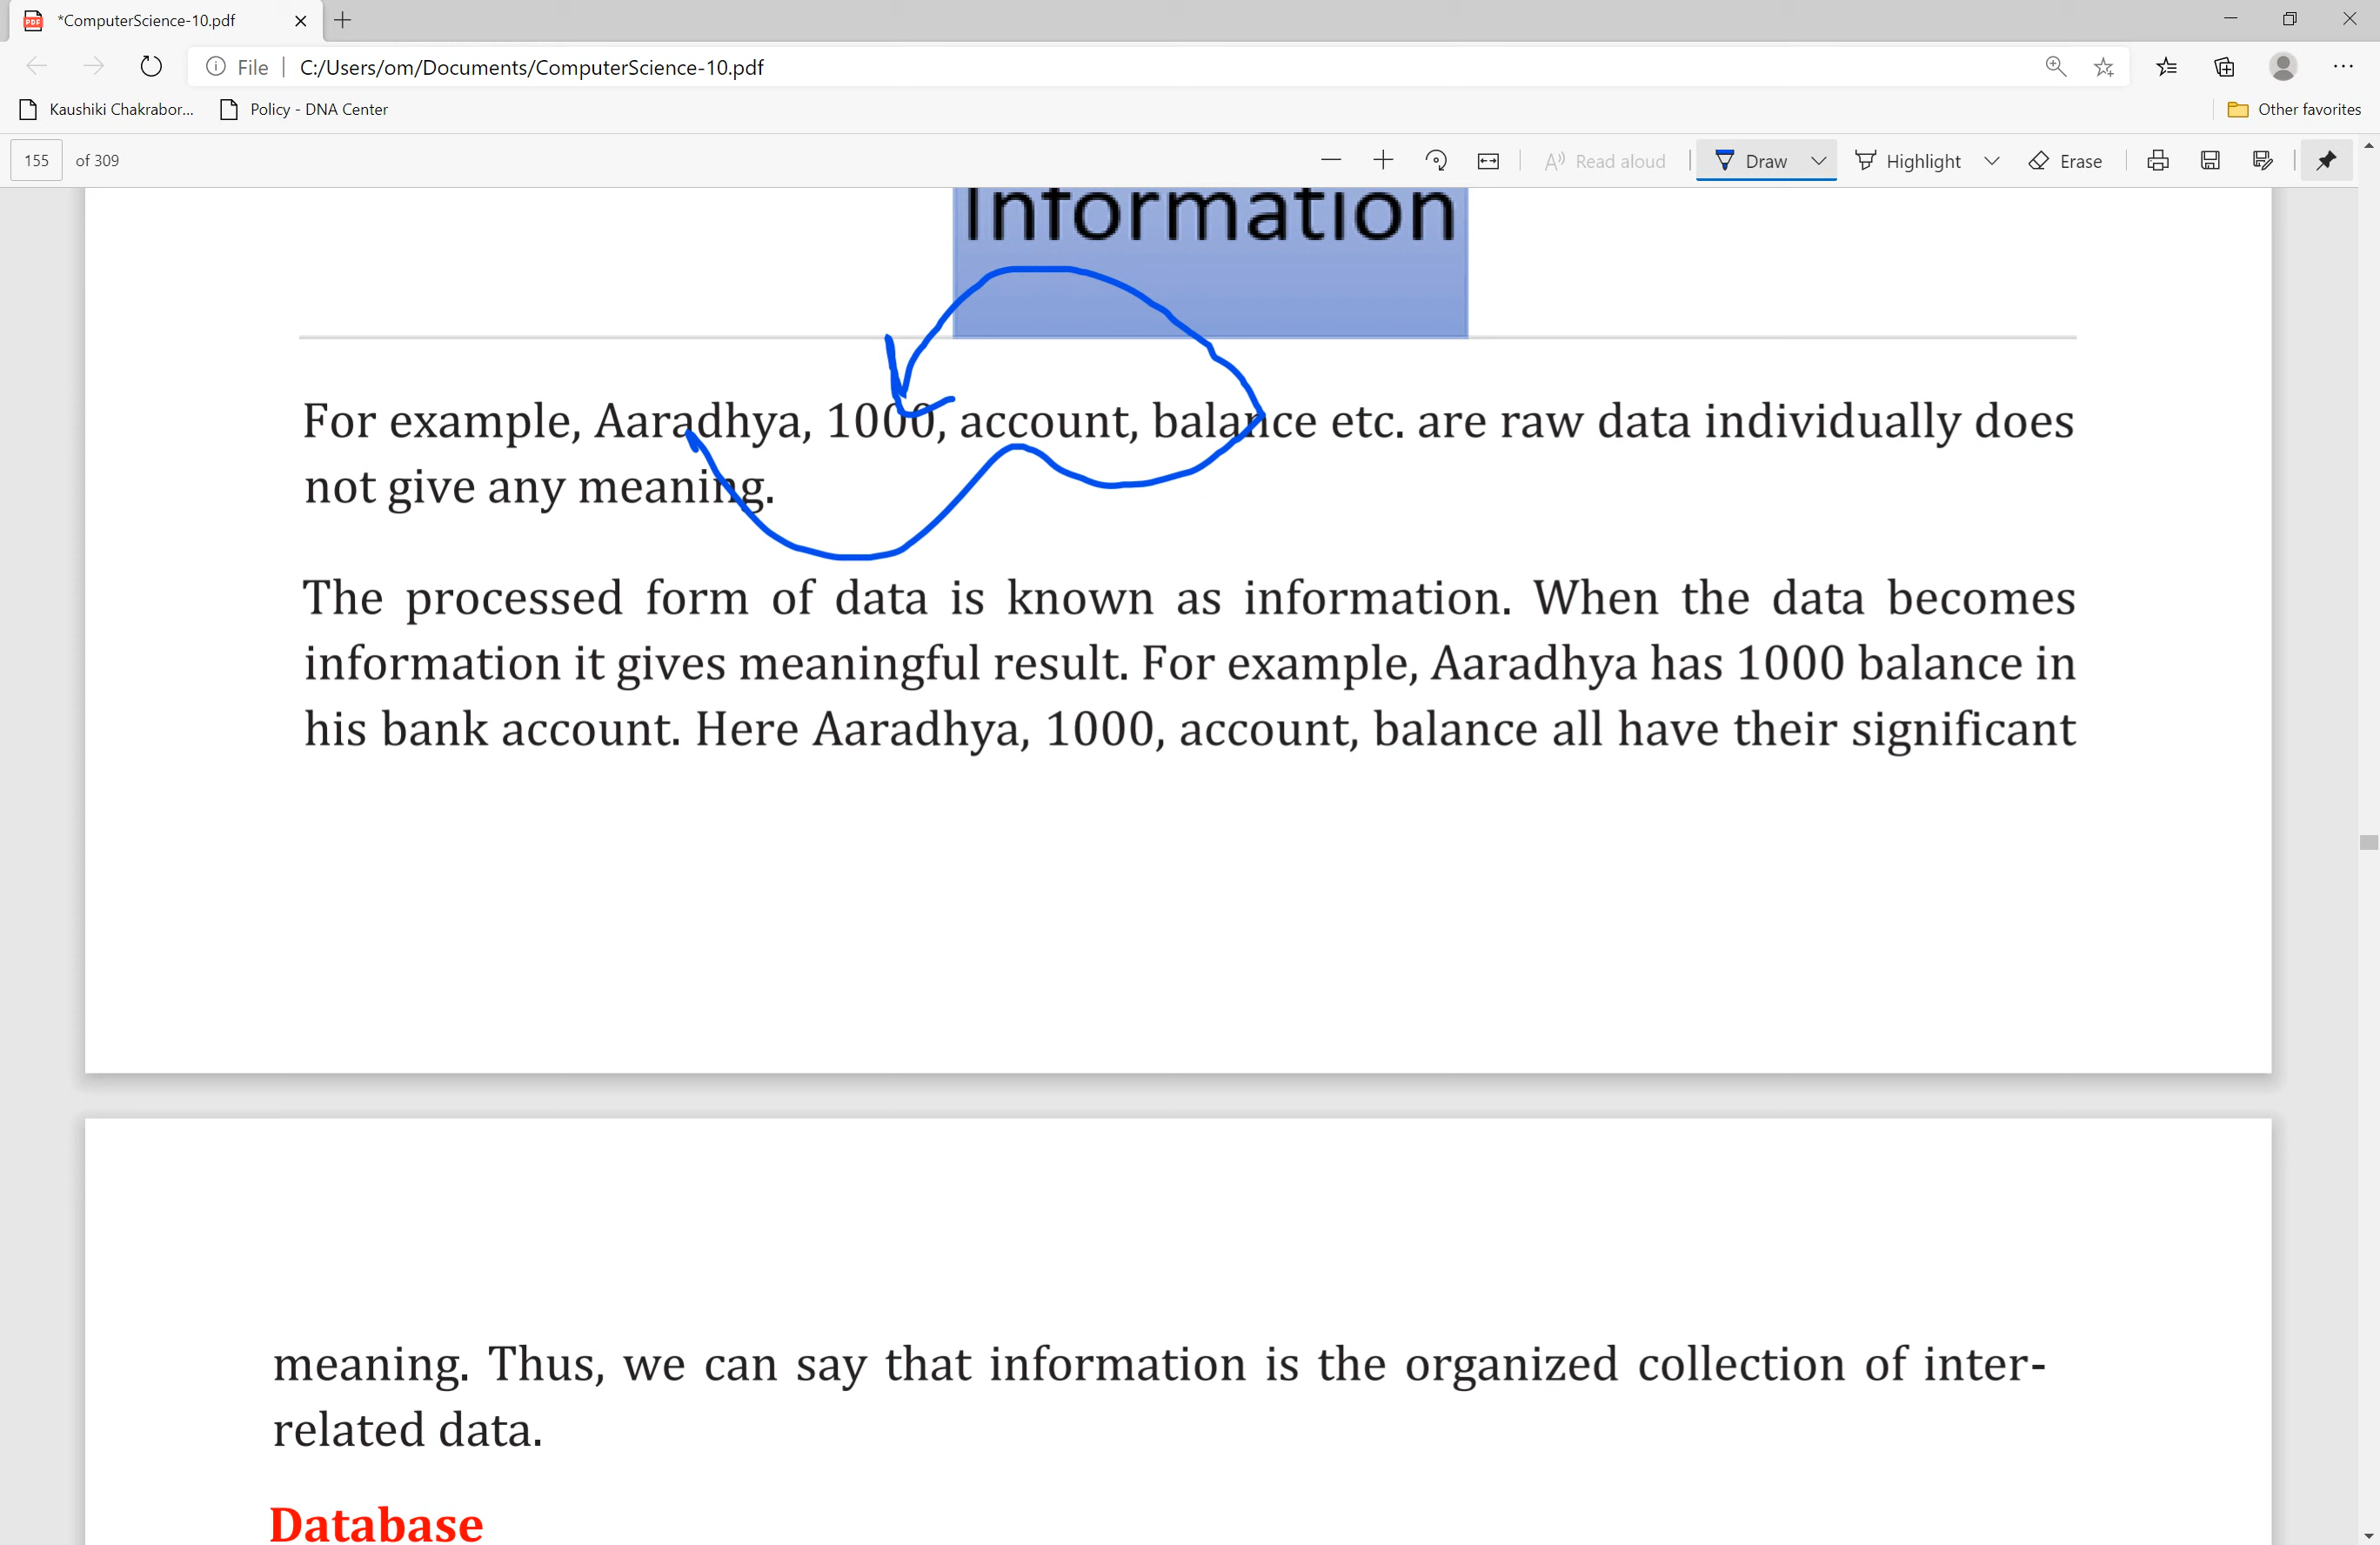 *ComputerScience-10.pdf
File | C:/Users/om/Documents/ComputerScience-10.pdf
Kaushiki Chakrabor... Policy - DNA Center Other favorites
155 of 309 Read aloud Draw Highlight Erase
Information
For example, Aaradhya, 1000, account, balance etc. are raw data individually does
not give any meaning.
The processed form of data is known as information. When the data becomes
information it gives meaningful result. For example, Aaradhya has 1000 balance in
his bank account. Here Aaradhya, 1000, account, balance all have their significant
meaning. Thus, we can say that information is the organized collection of inter-
related data.
Database